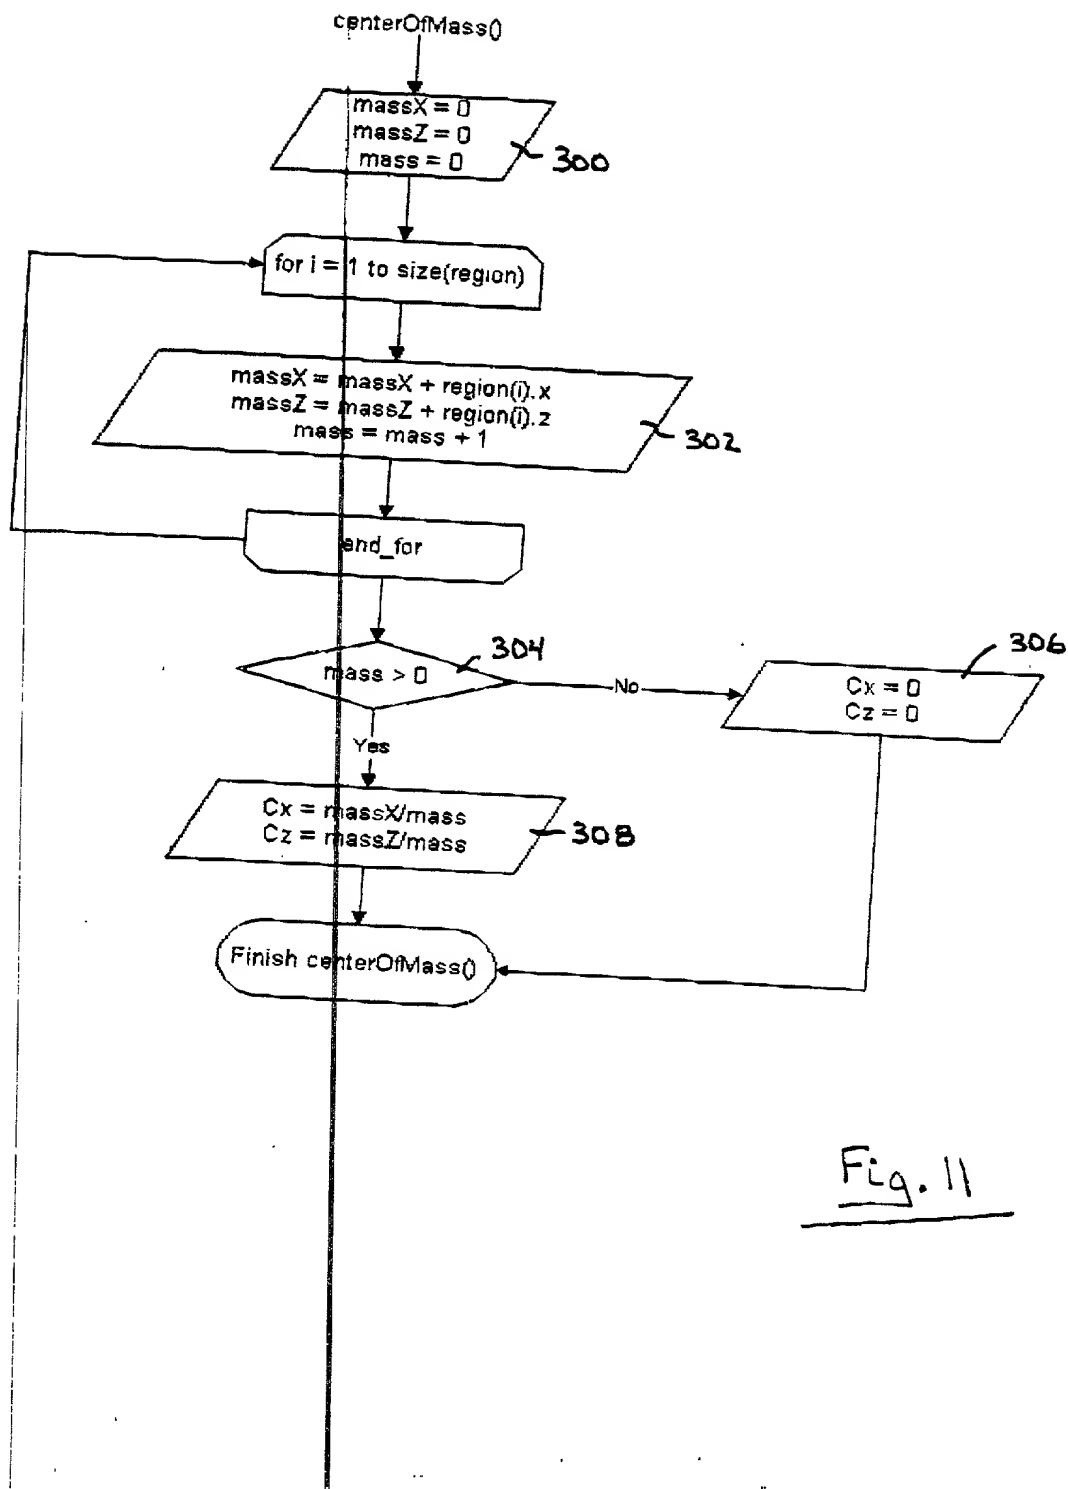 centerOfMass()
massX = 0
massZ = 0
mass = 0
300
for i = 1 to size(region)
massX = massX + region(i).x
massZ = massZ + region(i).z
mass = mass + 1
302
end_for
304
mass > 0
No
306
Cx = 0
Cz = 0
Yes
Cx = massX/mass
Cz = massZ/mass
308
Finish centerOfMass()
Fig. 11